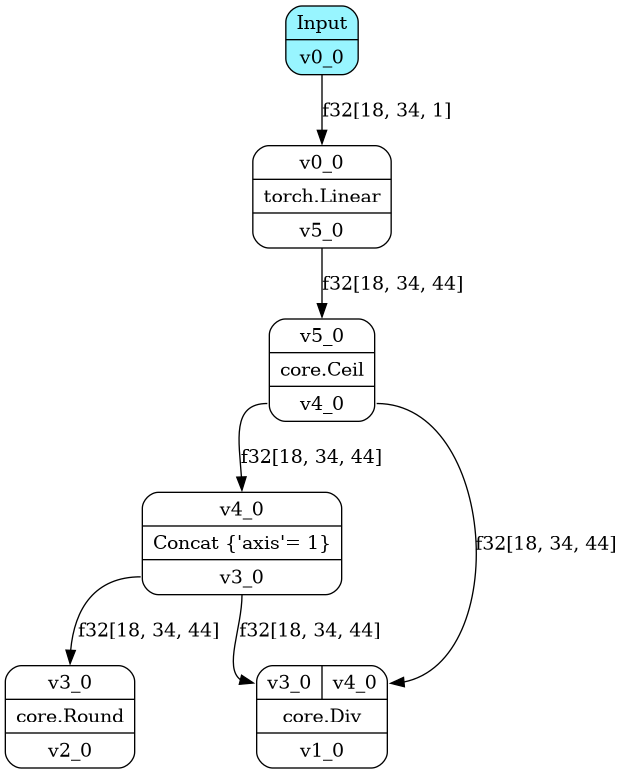 Input
v0_0
f32[18, 34, 1]
v0_0
torch.Linear
v5_0
f32[18, 34, 44]
v5_0
core.Ceil
v4_0
f32[18, 34, 44]
v4_0
Concat {'axis'= 1}
v3_0
f32[18, 34, 44]
f32[18, 34, 44]
f32[18, 34, 44]
v3_0
core.Round
v2_0
v3_0 v4_0
core.Div
v1_0